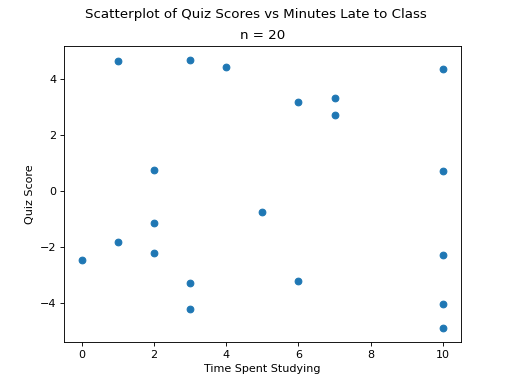 Scatterplot of Quiz Scores vs Minutes Late to Class
n = 20
4
2
0
−2
−4
Quiz Score
0 2 4 6 8 10
Time Spent Studying